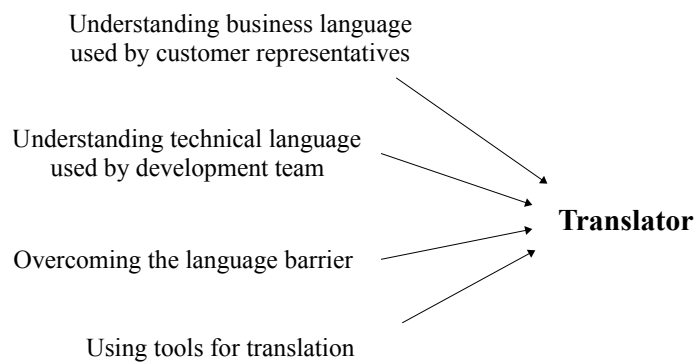 Understanding business language
used by customer representatives
Understanding technical language
used by development team
Translator
Overcoming the language barrier
Using tools for translation